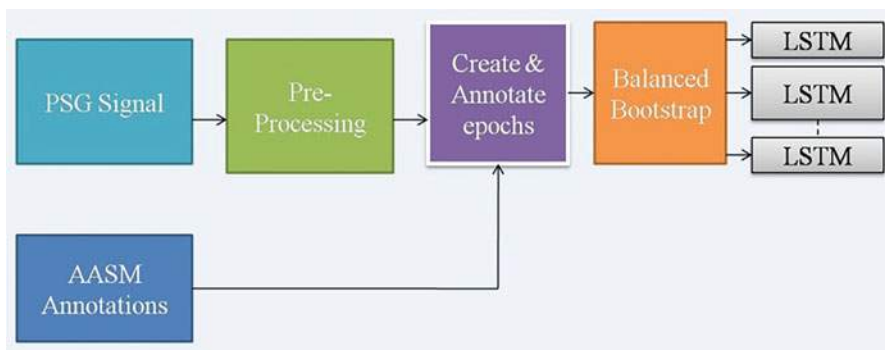 PSG Signal
Pre-
Processing
Create &
Annotate
epochs
Balanced
Bootstrap
LSTM
LSTM
LSTM
AASM
Annotations